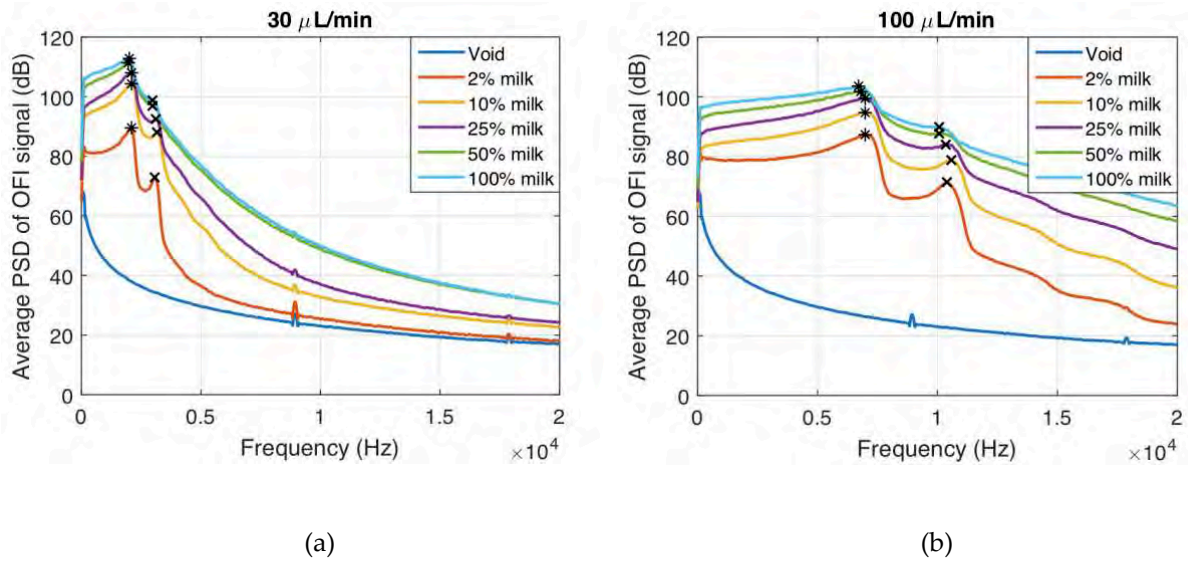 30 μL/min
Average PSD of OFI signal (dB)
120
100
80
60
40
20
0
Void
2% milk
10% milk
25% milk
50% milk
100% milk
0
0.5
1
1.5
2
Frequency (Hz)
×10⁴
(a)
100 μL/min
Average PSD of OFI signal (dB)
120
100
80
60
40
20
0
Void
2% milk
10% milk
25% milk
50% milk
100% milk
0
0.5
1
1.5
2
Frequency (Hz)
×10⁴
(b)